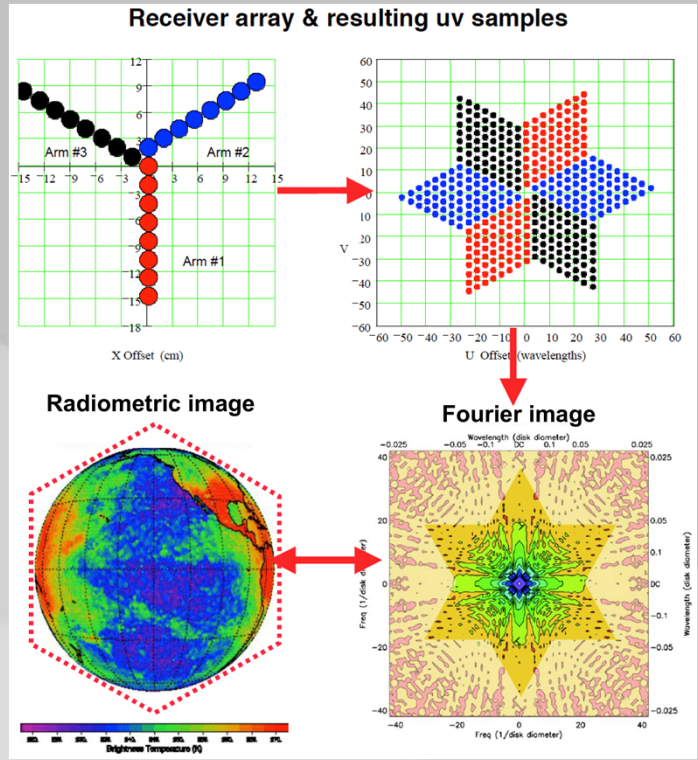 Receiver array & resulting uv samples
12
9
6
3
Arm #3
Arm #2
15 −12 −9 −6 −3
3 6 9 12 15
−3
−6
−9
Arm #1
−12
−15
−18
X Offset (cm)
60
50
40
30
20
10
0
−10
V
−20
−30
−40
−50
−60
−60 −50 −40 −30 −20 −10 0 10 20 30 40 50 60
U Offset (wavelengths)
Radiometric image
Brightness Temperature (K)
Fourier image
Wavelength (disk diameter)
−0.025 −0.05 −0.1 DC 0.1 0.05 0.025
40
20
0
−20
−40
Freq (1/disk diameter)
0.025
0.05
0.1
DC
−0.1
−0.05
−0.025
Wavelength (disk diameter)
−40 −20 0 20 40
Freq (1/disk diameter)